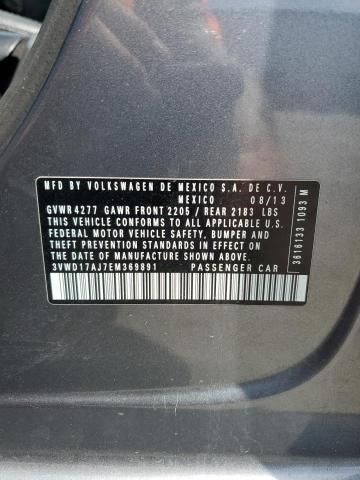 MFD BY VOLKSWAGEN DE MEXICO S.A. DE C.V.
MEXICO 08/13
GVWR4277 GAWR FRONT 2205 / REAR 2183 LBS
THIS VEHICLE CONFORMS TO ALL APPLICABLE U.S.
FEDERAL MOTOR VEHICLE SAFETY, BUMPER AND
THEFT PREVENTION STANDARDS IN EFFECT ON THE
DATE OF MANUFACTURE SHOWN ABOVE.
3VWD17AJ7EM369891 PASSENGER CAR
3616133 1093 M